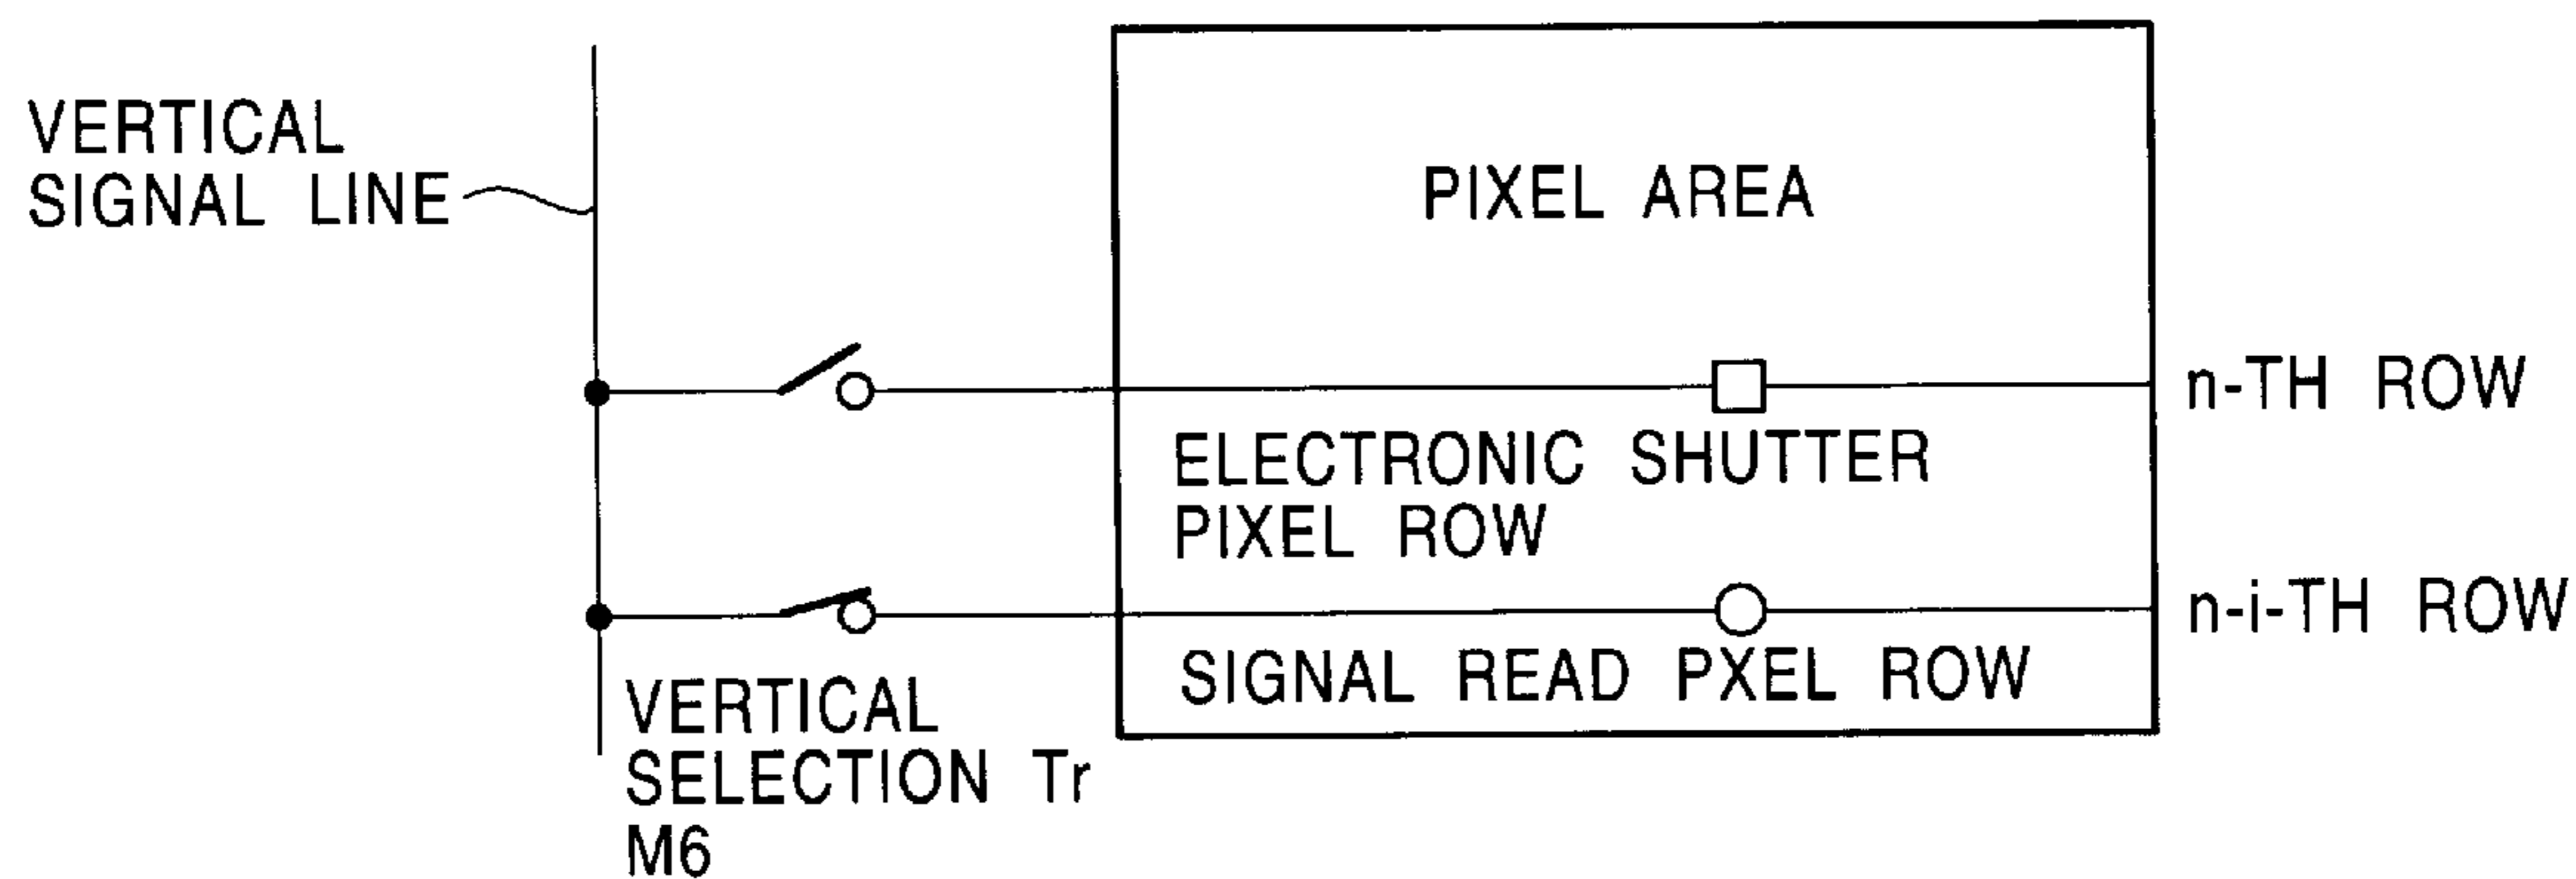 VERTICAL
SIGNAL LINE
PIXEL AREA
n-TH ROW
ELECTRONIC SHUTTER
PIXEL ROW
n-i-TH ROW
SIGNAL READ PXEL ROW
VERTICAL
SELECTION Tr
M6